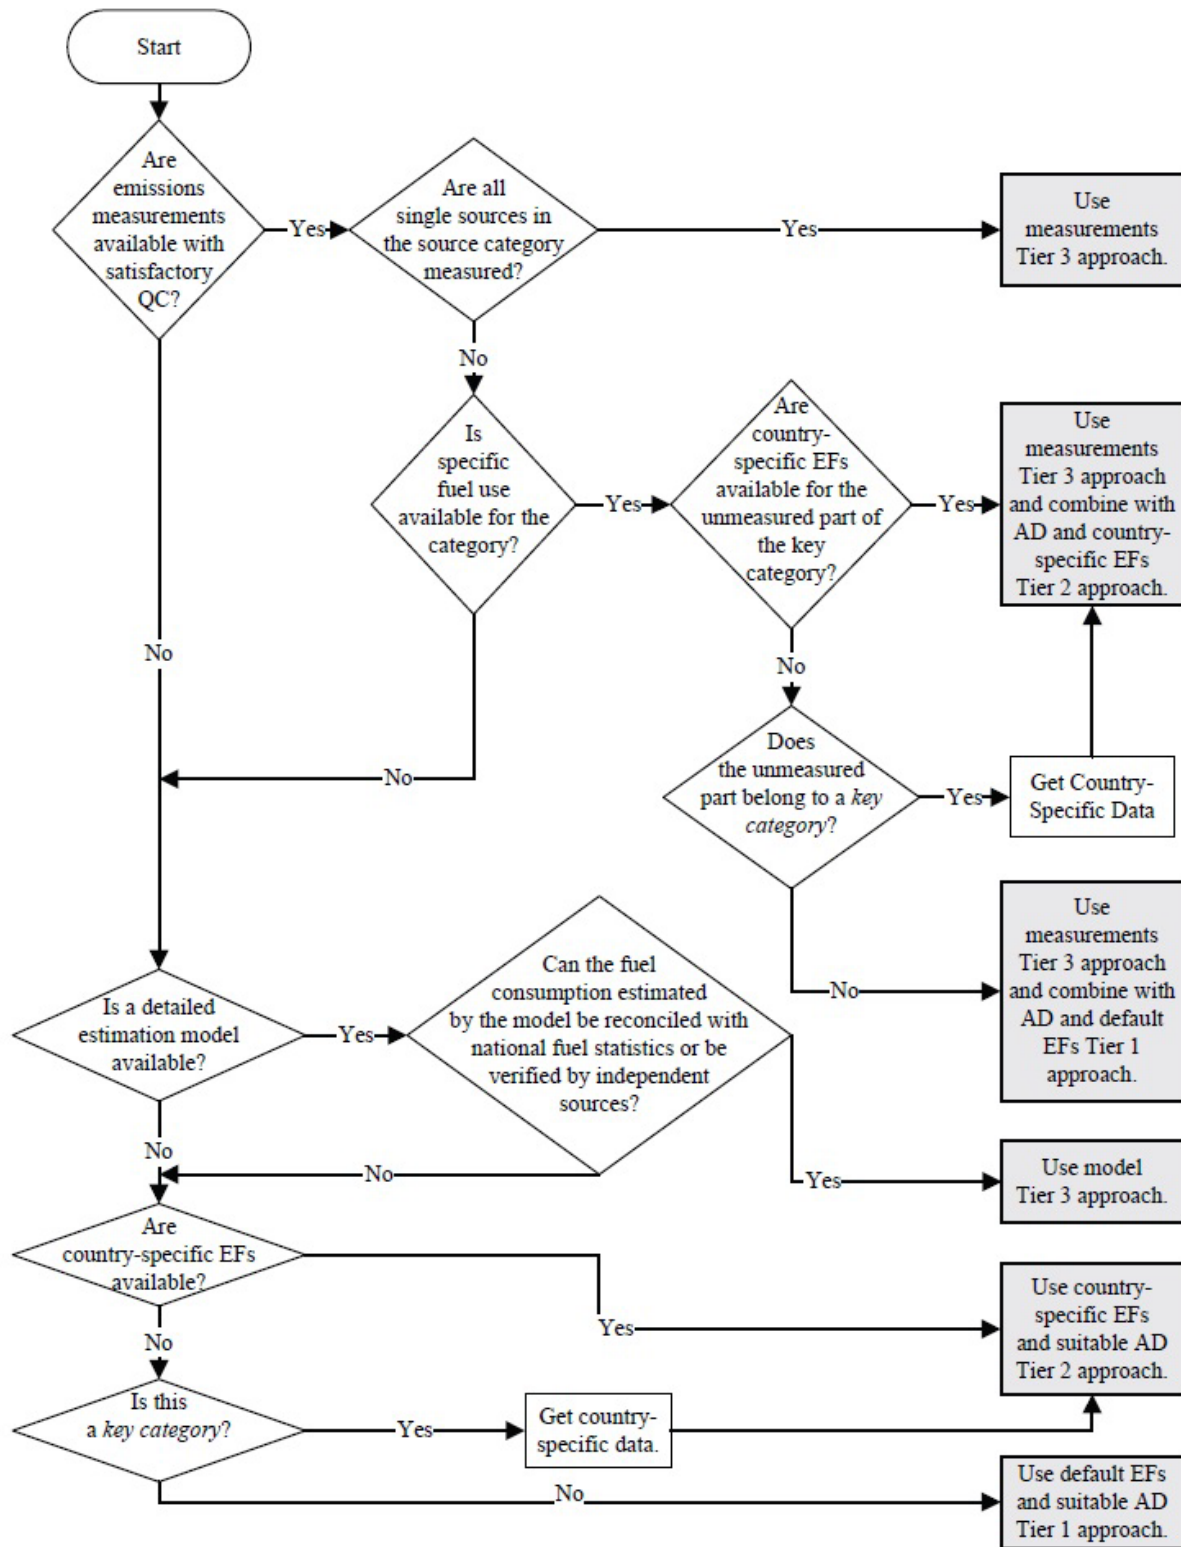 Start
Are
emissions
measurements
available with
satisfactory
QC?
Yes
Are all
single sources in
the source category
measured?
Yes
Use
measurements
Tier 3 approach.
No
Is
specific
fuel use
available for the
category?
Yes
Are
country-
specific EFs
available for the
unmeasured part of
the key
category?
Yes
Use
measurements
Tier 3 approach
and combine with
AD and country-
specific EFs
Tier 2 approach.
No
No
Does
the unmeasured
part belong to a key
category?
Yes
Get Country-
Specific Data
No
No
Use
measurements
Tier 3 approach
and combine with
AD and default
EFs Tier 1
approach.
Is a detailed
estimation model
available?
Yes
Can the fuel
consumption estimated
by the model be reconciled with
national fuel statistics or be
verified by independent
sources?
No
No
Yes
Use model
Tier 3 approach.
Are
country-specific EFs
available?
Yes
Use country-
specific EFs
and suitable AD
Tier 2 approach.
No
Is this
a key category?
Yes
Get country-
specific data.
No
Use default EFs
and suitable AD
Tier 1 approach.